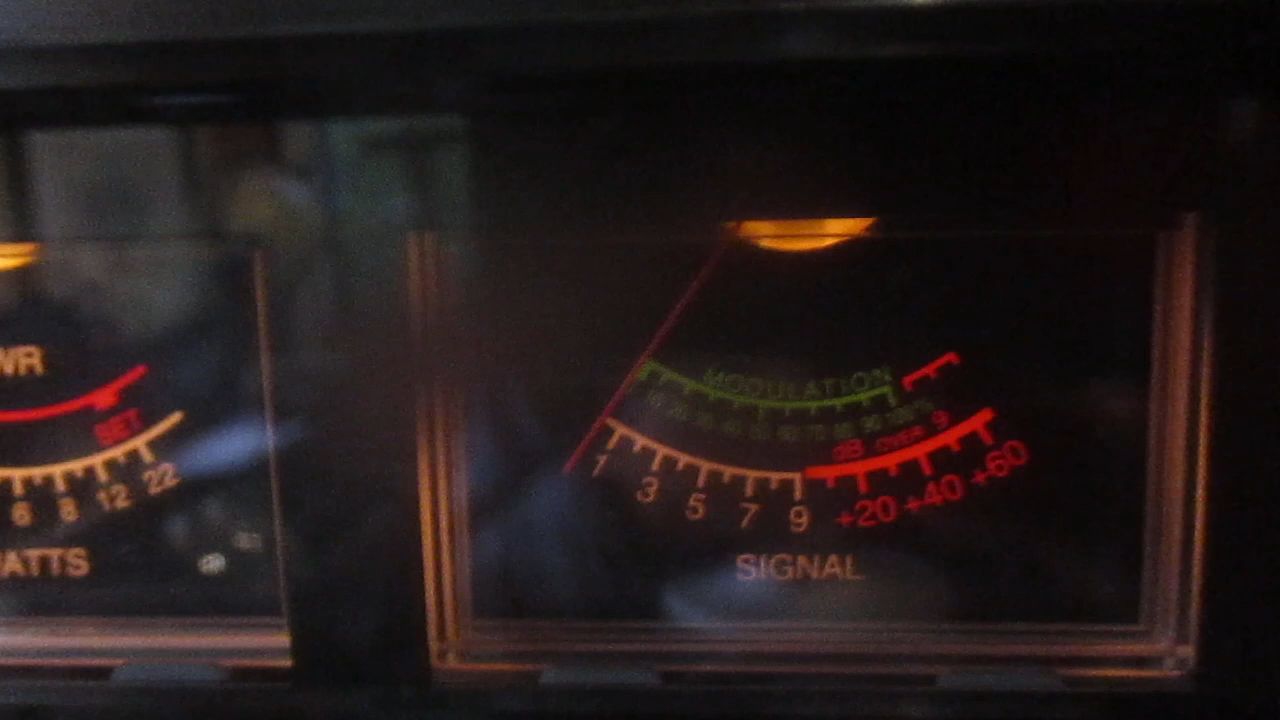 WR
SET
6 8 12 22
WATTS
MODULATION
dB OVER 9
1 3 5 7 9 +20 +40 +60
SIGNAL